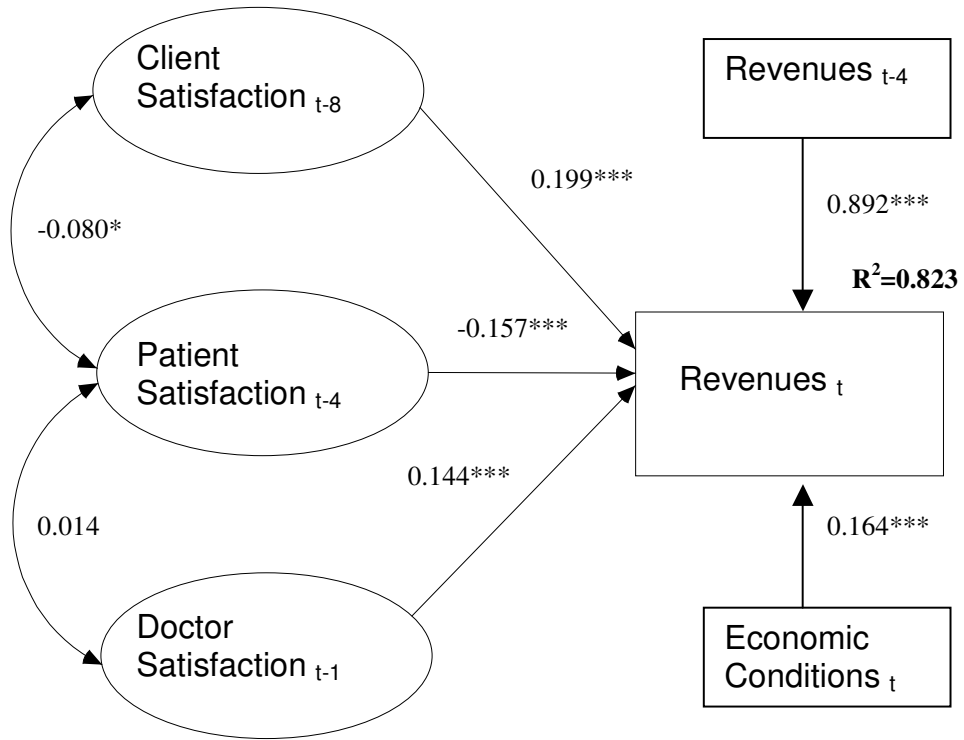 Client
Satisfaction t-8
Revenues t-4
0.199***
0.892***
-0.080*
R2=0.823
-0.157***
Patient
Satisfaction t-4
Revenues t
0.144***
0.014
0.164***
Doctor
Satisfaction t-1
Economic
Conditions t